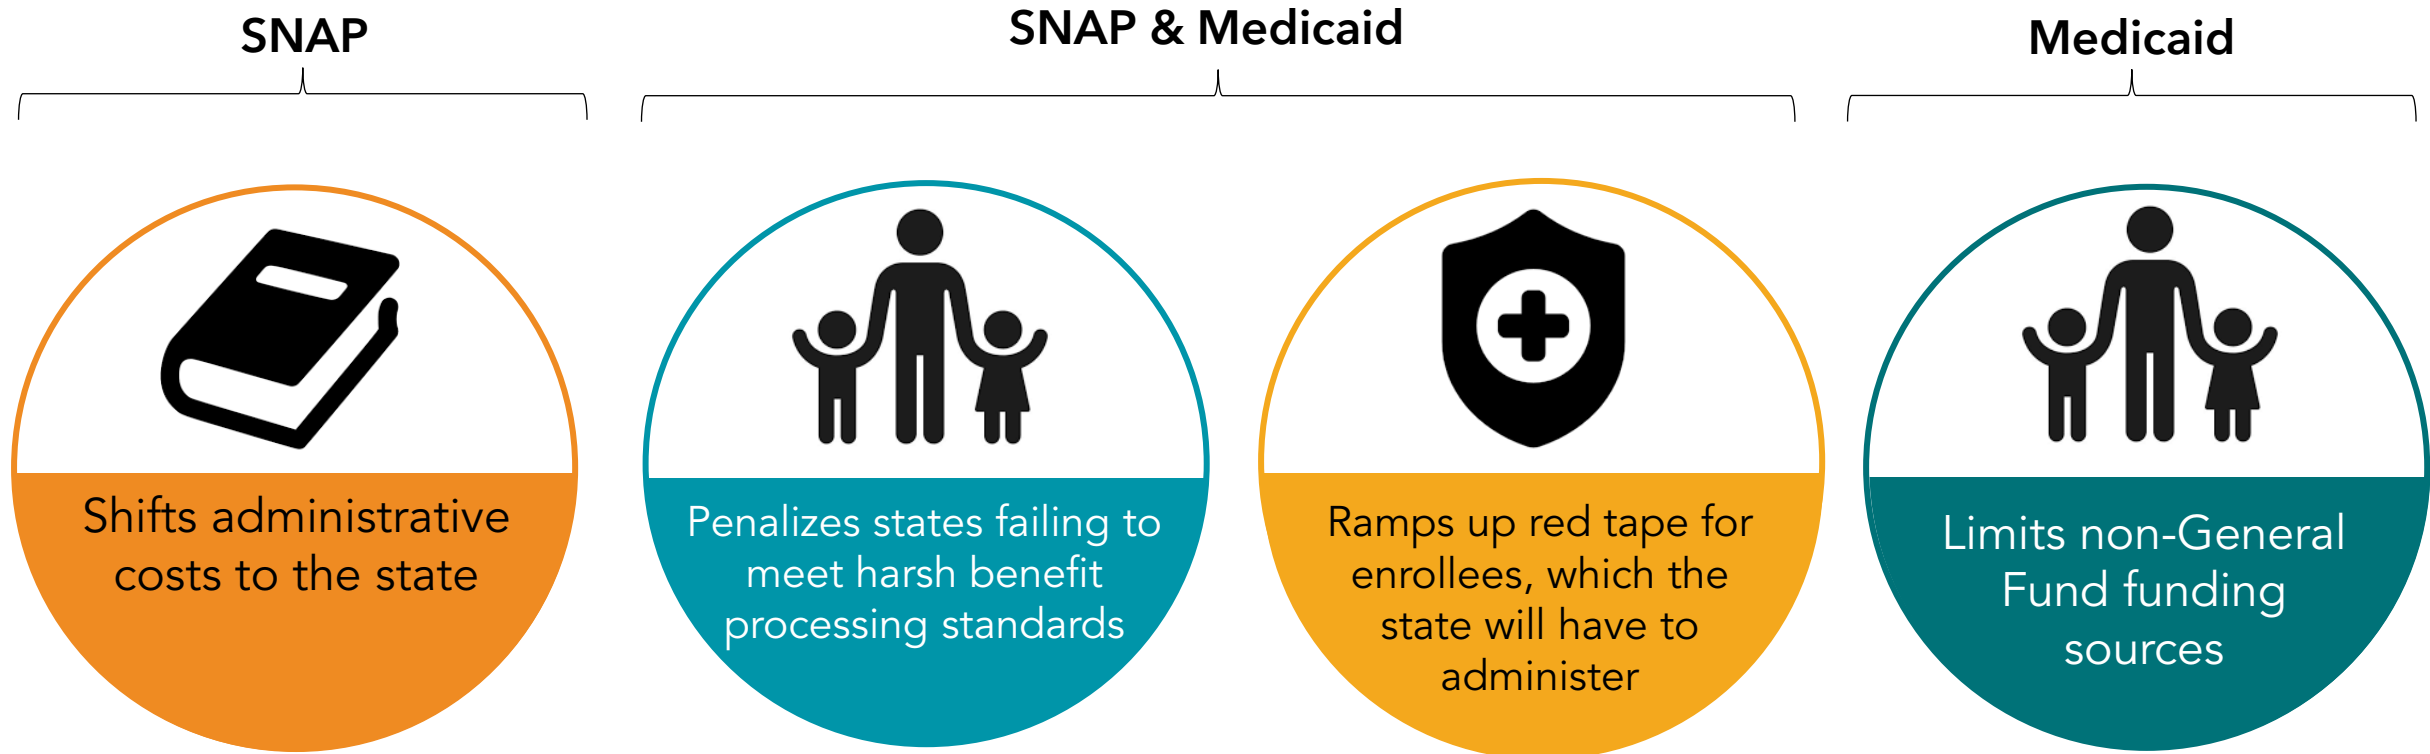 SNAP
SNAP & Medicaid
Medicaid
Shifts administrative
costs to the state
Penalizes states failing to
meet harsh benefit
processing standards
Ramps up red tape for
enrollees, which the
state will have to
administer
Limits non-General
Fund funding
sources